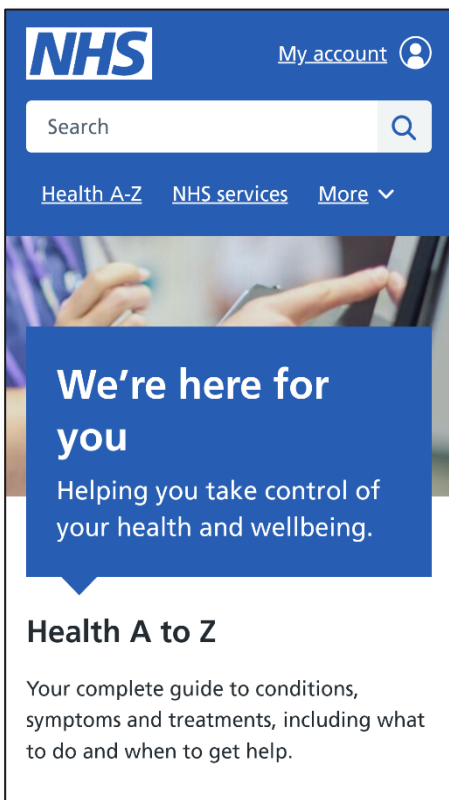 NHS
My account
Search
Health A-Z NHS services More
We're here for
you
Helping you take control of
your health and wellbeing.
Health A to Z
Your complete guide to conditions,
symptoms and treatments, including what
to do and when to get help.